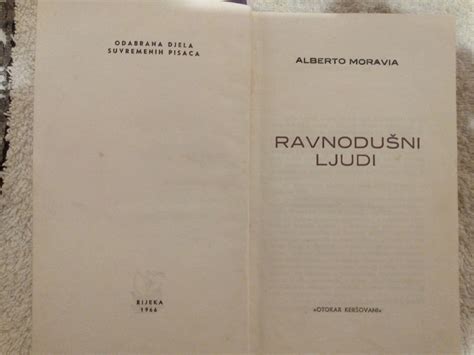 ODABRANA DJELA
SUVREMENIH PISACA
RIJEKA
1966
ALBERTO MORAVIA
RAVNODUŠNI
LJUDI
»OTOKAR KERŠOVANI«